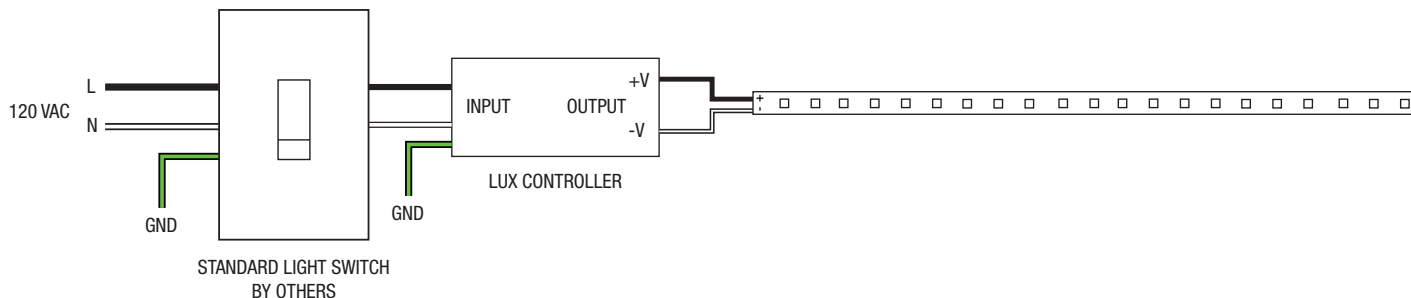 L
120 VAC
N
GND
STANDARD LIGHT SWITCH
BY OTHERS
INPUT
OUTPUT
+V
-V
GND
LUX CONTROLLER
+
-